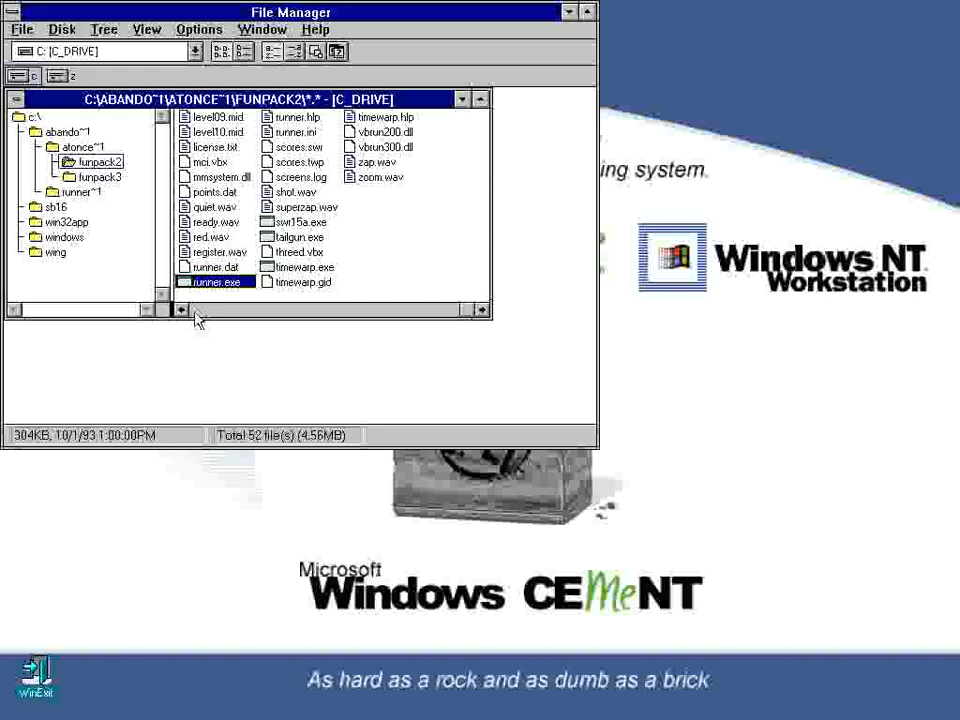 File Manager
File Disk Tree View Options Window Help
C: [C_DRIVE]
c z
C:\ABANDO~1\ATONCE~1\FUNPACK2\*.* - [C_DRIVE]
c:\
abando~1
atonce~1
funpack2
funpack3
runner~1
sb16
win32app
windows
wing
level09.mid
level10.mid
license.txt
mci.vbx
mmsystem.dll
points.dat
quiet.wav
ready.wav
red.wav
register.wav
runner.dat
runner.exe
runner.hlp
runner.ini
scores.swr
scores.twp
screens.log
shot.wav
superzap.wav
swr15a.exe
tailgun.exe
threed.vbx
timewarp.exe
timewarp.gid
timewarp.hlp
vbrun200.dll
vbrun300.dll
zap.wav
zoom.wav
304KB, 10/1/93 1:00:00PM
Total 52 file(s) (4.56MB)
ing system.
Windows NT
Workstation
Microsoft
Windows CEMeNT
As hard as a rock and as dumb as a brick
WinExit